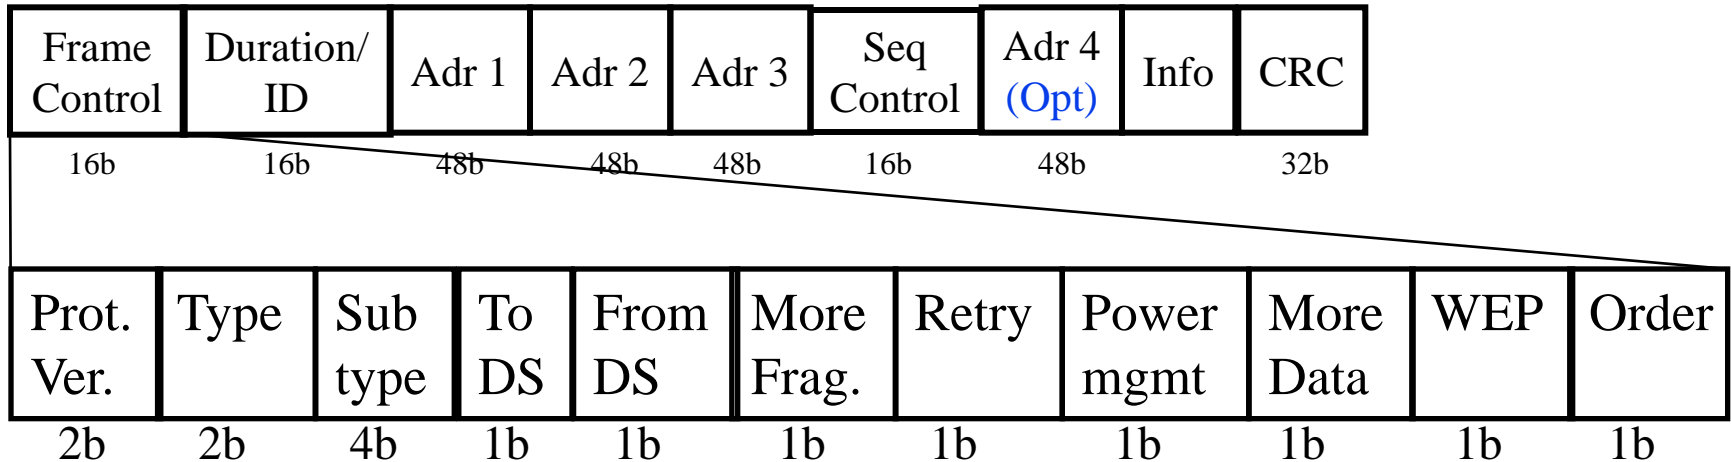 Frame Control
Duration/ ID
Adr 1
Adr 2
Adr 3
Seq Control
Adr 4 (Opt)
Info
CRC
16b 16b 48b 48b 48b 16b 48b 32b
Prot. Ver.
Type
Sub type
To DS
From DS
More Frag.
Retry
Power mgmt
More Data
WEP
Order
2b 2b 4b 1b 1b 1b 1b 1b 1b 1b 1b